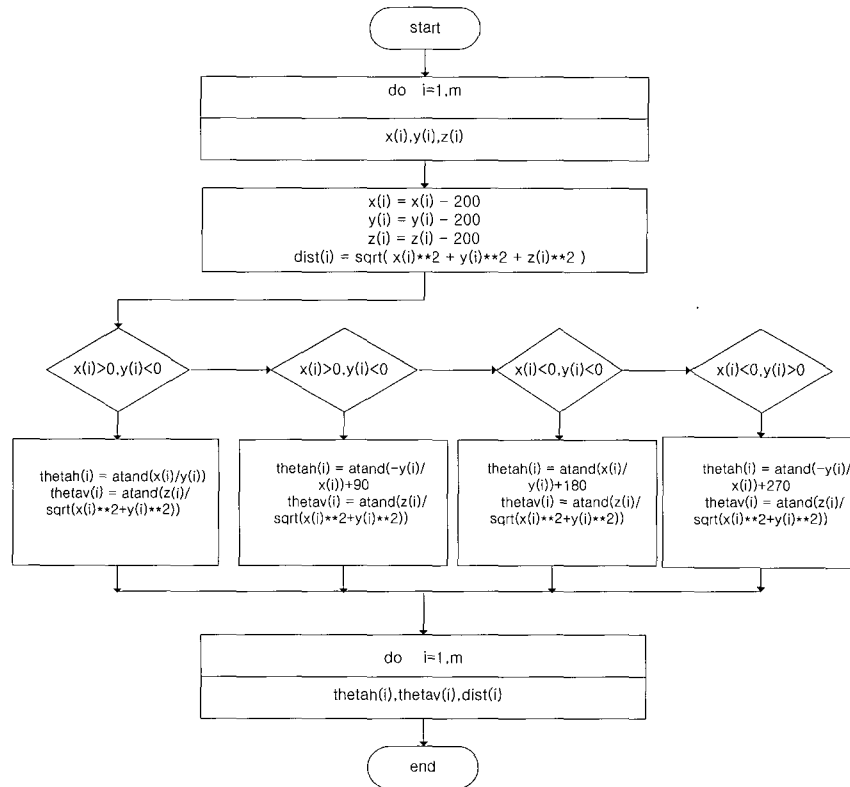 start
do i=1,m
x(i),y(i),z(i)
x(i) = x(i) - 200
y(i) = y(i) - 200
z(i) = z(i) - 200
dist(i) = sqrt( x(i)**2 + y(i)**2 + z(i)**2 )
x(i)>0,y(i)<0
x(i)>0,y(i)<0
x(i)<0,y(i)<0
x(i)<0,y(i)>0
thetah(i) = atand(x(i)/y(i))
thetav(i) = atand(z(i)/
sqrt(x(i)**2+y(i)**2))
thetah(i) = atand(-y(i)/
x(i))+90
thetav(i) = atand(z(i)/
sqrt(x(i)**2+y(i)**2))
thetah(i) = atand(x(i)/
y(i))+180
thetav(i) = atand(z(i)/
sqrt(x(i)**2+y(i)**2))
thetah(i) = atand(-y(i)/
x(i))+270
thetav(i) = atand(z(i)/
sqrt(x(i)**2+y(i)**2))
do i=1,m
thetah(i),thetav(i),dist(i)
end